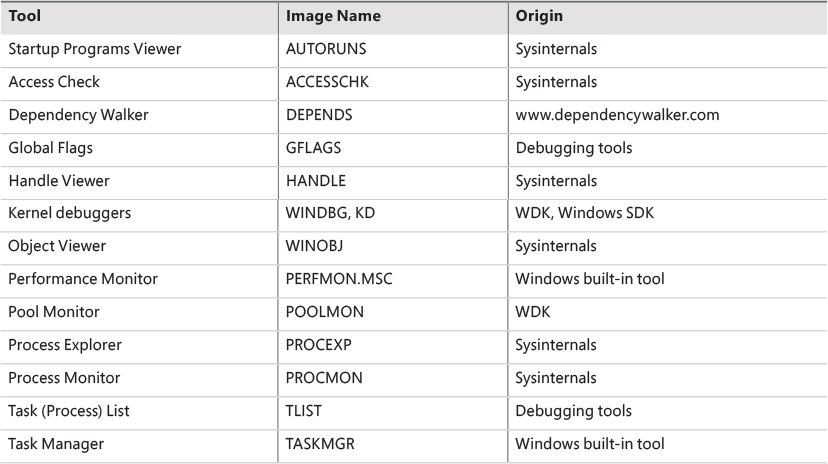 Tool Image Name Origin
Startup Programs Viewer AUTORUNS Sysinternals
Access Check ACCESSCHK Sysinternals
Dependency Walker DEPENDS www.dependencywalker.com
Global Flags GFLAGS Debugging tools
Handle Viewer HANDLE Sysinternals
Kernel debuggers WINDBG, KD WDK, Windows SDK
Object Viewer WINOBJ Sysinternals
Performance Monitor PERFMON.MSC Windows built-in tool
Pool Monitor POOLMON WDK
Process Explorer PROCEXP Sysinternals
Process Monitor PROCMON Sysinternals
Task (Process) List TLIST Debugging tools
Task Manager TASKMGR Windows built-in tool